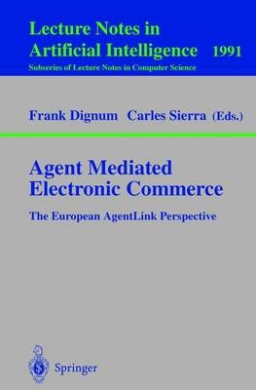 Lecture Notes in
Artificial Intelligence 1991
Subseries of Lecture Notes in Computer Science
Frank Dignum Carles Sierra (Eds.)
Agent Mediated
Electronic Commerce
The European AgentLink Perspective
Springer